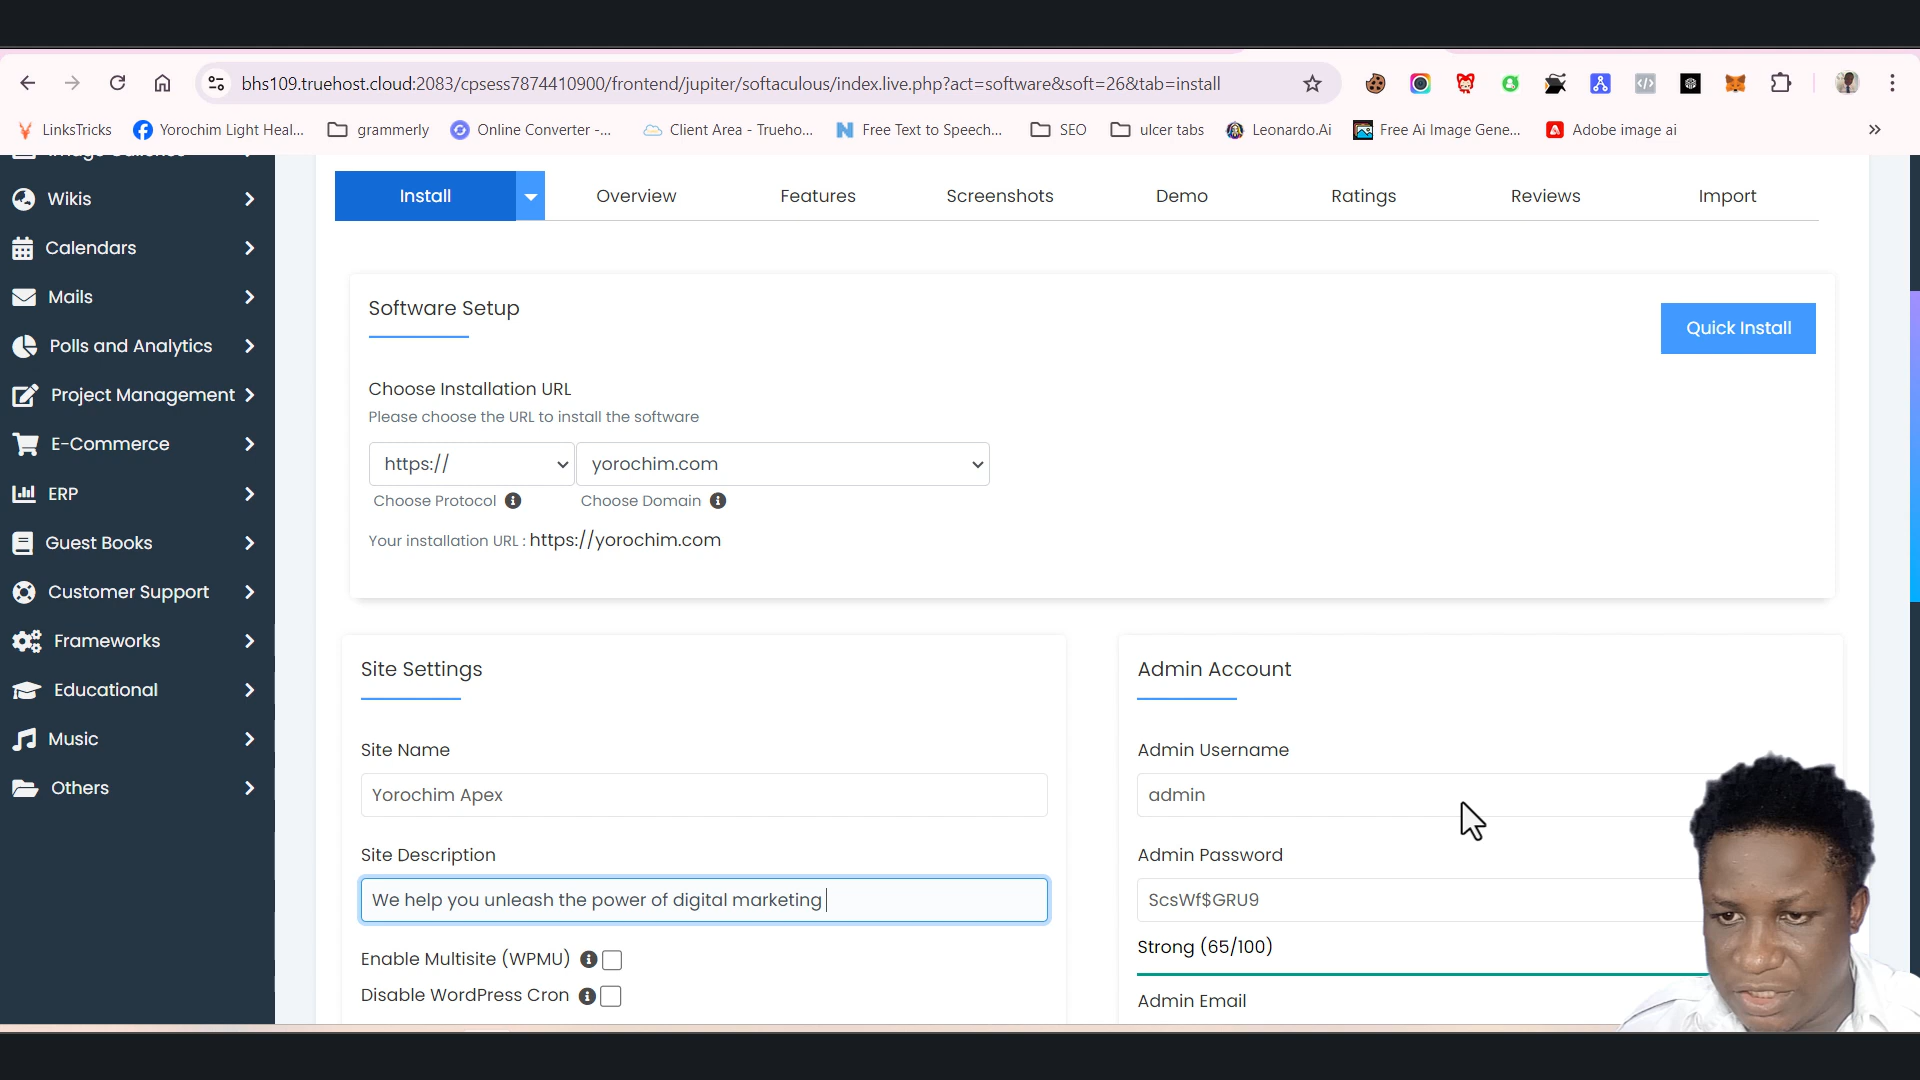 bhs109.truehost.cloud:2083/cpsess7874410900/frontend/jupiter/softaculous/index.live.php?act=software&soft=26&tab=install
LinksTricks
Yorochim Light Heal...
grammerly
Online Converter -...
Client Area - Trueho...
Free Text to Speech...
SEO
ulcer tabs
Leonardo.Ai
Free Ai Image Gene...
Adobe image ai
Wikis
Calendars
Mails
Polls and Analytics
Project Management
E-Commerce
ERP
Guest Books
Customer Support
Frameworks
Educational
Music
Others
Install
Overview
Features
Screenshots
Demo
Ratings
Reviews
Import
Software Setup
Quick Install
Choose Installation URL
Please choose the URL to install the software
https://
yorochim.com
Choose Protocol
Choose Domain
Your installation URL : https://yorochim.com
Site Settings
Site Name
Yorochim Apex
Site Description
We help you unleash the power of digital marketing
Enable Multisite (WPMU)
Disable WordPress Cron
Admin Account
Admin Username
admin
Admin Password
ScsWf$GRU9
Strong (65/100)
Admin Email